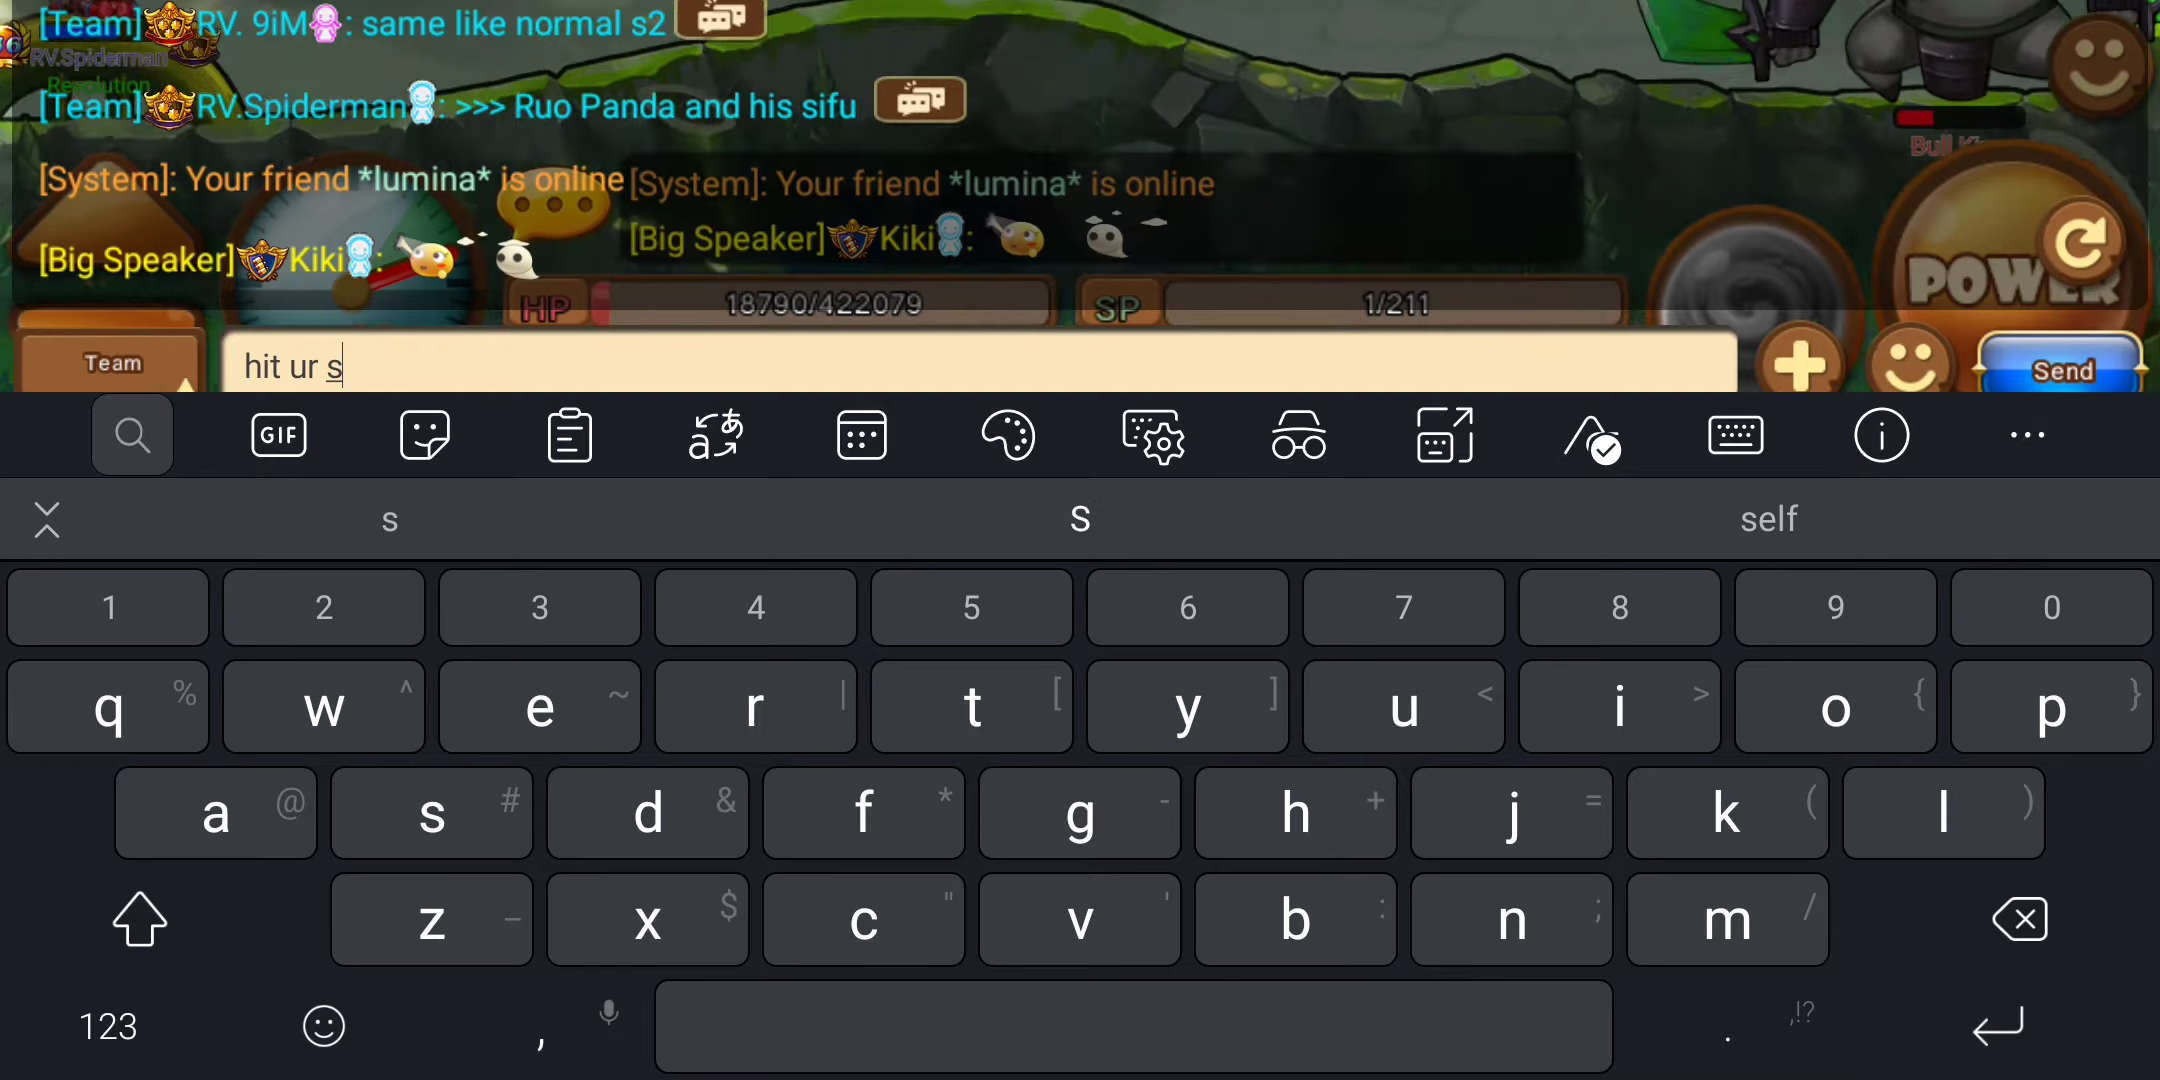 [Team] RV. 9iM : same like normal s2
RV.Spiderman
Resolution
[Team] RV.Spiderman : >>> Ruo Panda and his sifu
[System]: Your friend *lumina* is online
[System]: Your friend *lumina* is online
[Big Speaker] Kiki :
[Big Speaker] Kiki :
HP 18790/422079
SP 1/211
POWER
Team
hit ur s
Send
GIF
s S self
1 2 3 4 5 6 7 8 9 0
q % w ^ e ~ r | t [ y ] u < i > o { p }
a @ s # d & f * g - h + j = k ( l )
z _ x $ c " v ' b : n ; m /
123 , . ,!?